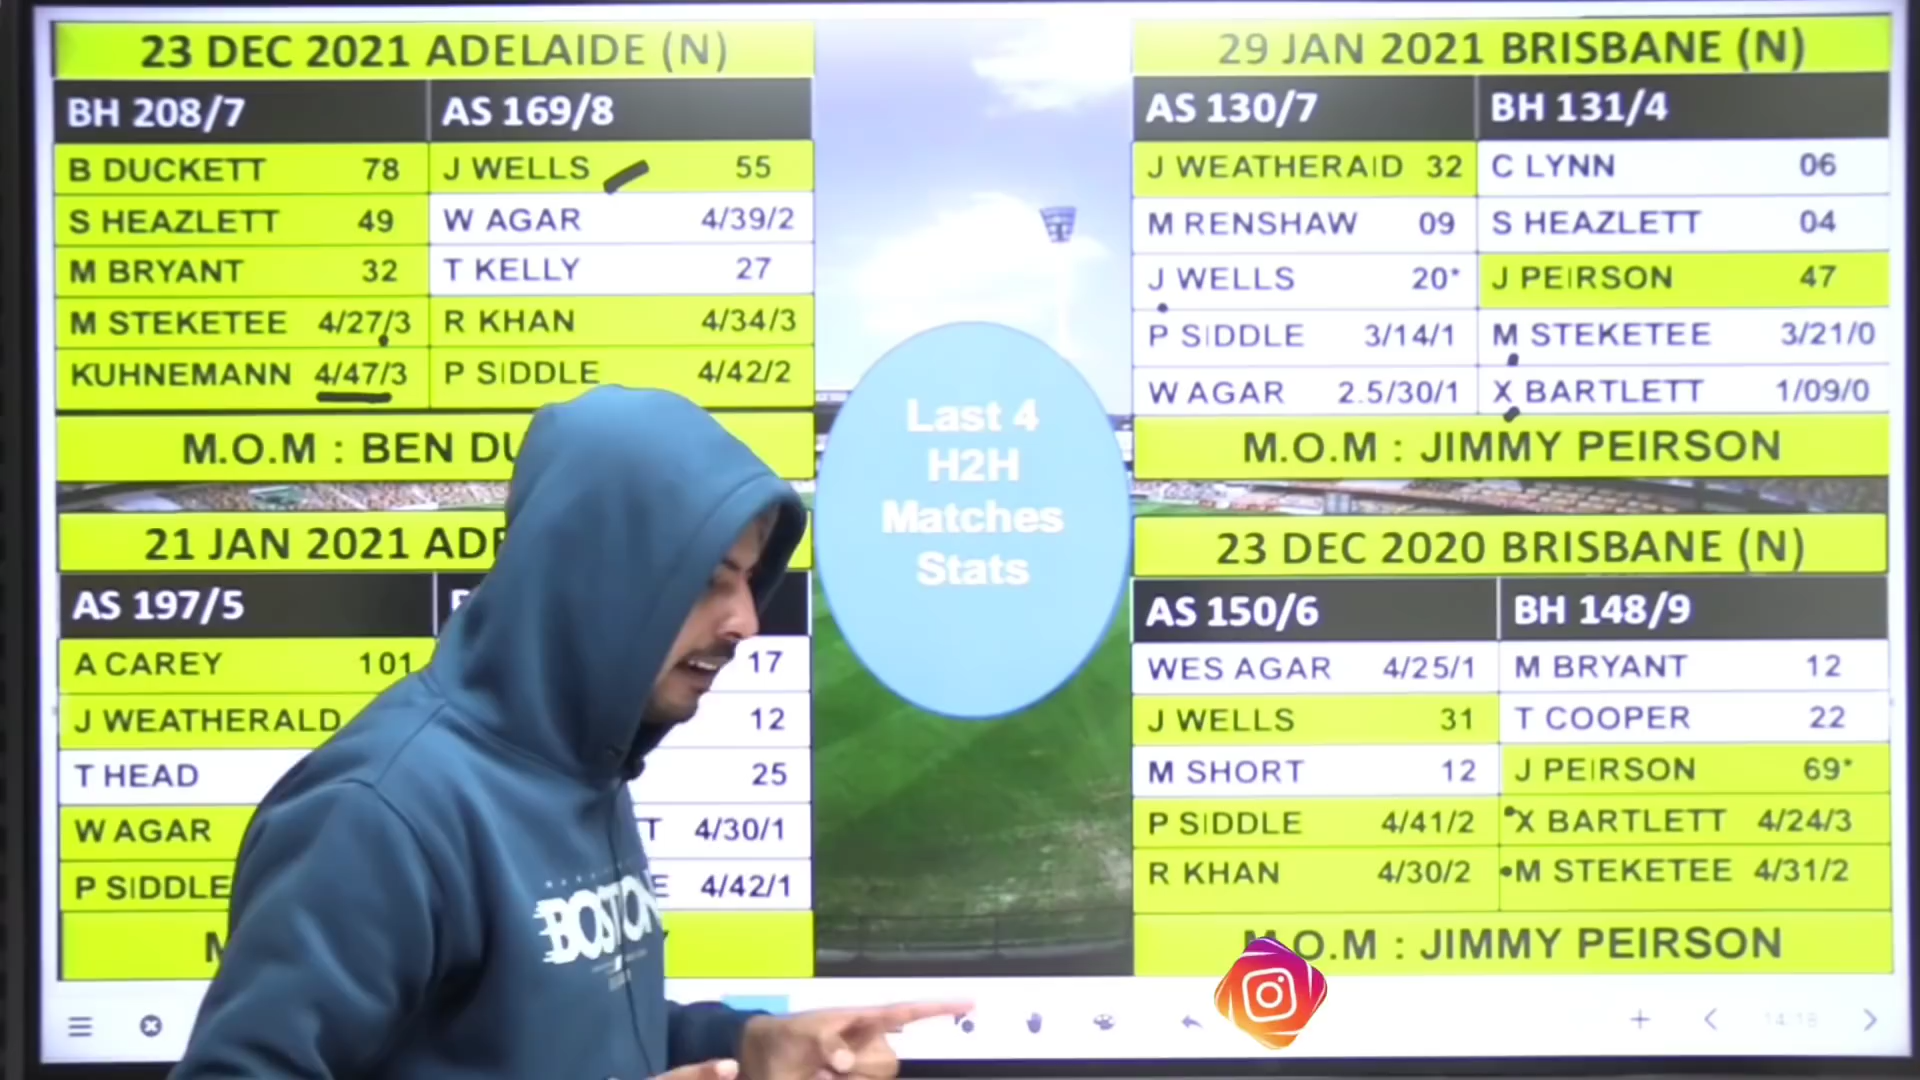 23 DEC 2021 ADELAIDE (N)
BH 208/7 AS 169/8
B DUCKETT 78 J WELLS 55
S HEAZLETT 49 W AGAR 4/39/2
M BRYANT 32 T KELLY 27
M STEKETEE 4/27/3 R KHAN 4/34/3
KUHNEMANN 4/47/3 P SIDDLE 4/42/2
M.O.M : BEN DU
21 JAN 2021 ADE
AS 197/5
A CAREY 101 17
J WEATHERALD 12
T HEAD 25
W AGAR T 4/30/1
P SIDDLE E 4/42/1
M
Last 4
H2H
Matches
Stats
29 JAN 2021 BRISBANE (N)
AS 130/7 BH 131/4
J WEATHERAID 32 C LYNN 06
M RENSHAW 09 S HEAZLETT 04
J WELLS 20* J PEIRSON 47
P SIDDLE 3/14/1 M STEKETEE 3/21/0
W AGAR 2.5/30/1 X BARTLETT 1/09/0
M.O.M : JIMMY PEIRSON
23 DEC 2020 BRISBANE (N)
AS 150/6 BH 148/9
WES AGAR 4/25/1 M BRYANT 12
J WELLS 31 T COOPER 22
M SHORT 12 J PEIRSON 69*
P SIDDLE 4/41/2 X BARTLETT 4/24/3
R KHAN 4/30/2 M STEKETEE 4/31/2
M.O.M : JIMMY PEIRSON
BOSTON
14:18